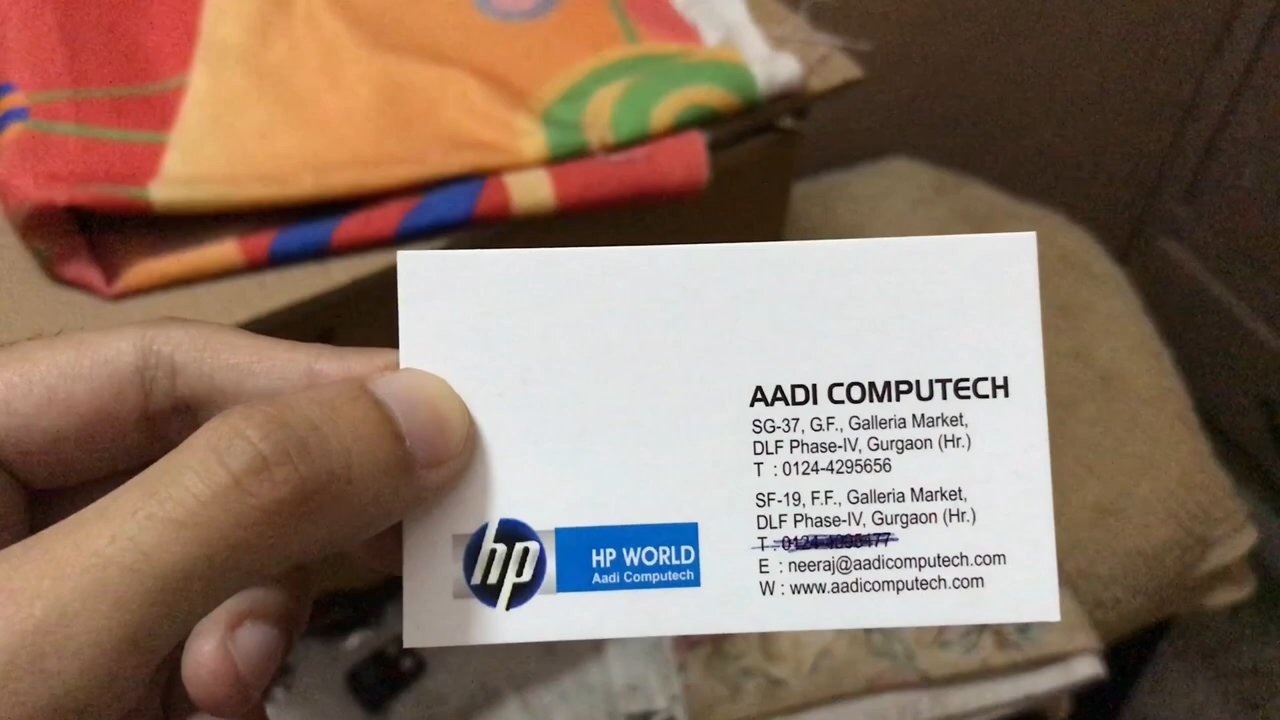 AADI COMPUTECH
SG-37, G.F., Galleria Market,
DLF Phase-IV, Gurgaon (Hr.)
T : 0124-4295656
SF-19, F.F., Galleria Market,
DLF Phase-IV, Gurgaon (Hr.)
T :
E : neeraj@aadicomputech.com
W : www.aadicomputech.com
hp
HP WORLD
Aadi Computech